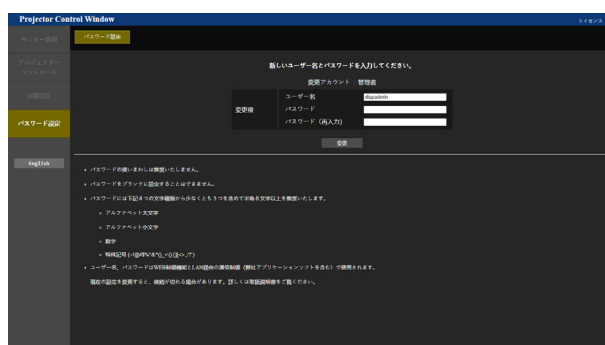 Projector Control Window
ライセンス
モニター情報
パスワード設定
プロジェクター
コントロール
新しいユーザー名とパスワードを入力してください。
変更アカウント : 管理者
詳細設定
変更後
ユーザー名
dispadmin
パスワード
パスワード (再入力)
パスワード設定
変更
English
パスワードの使いまわしは推奨いたしません。
パスワードをブランクに設定することはできません。
パスワードには下記4つの文字種類から少なくとも3つを含めて半角8文字以上を推奨いたします。
アルファベット大文字
アルファベット小文字
数字
特殊記号
ユーザー名、パスワードはWEB制御機能とLAN経由の通信制御 (弊社アプリケーションソフトを含む) で使用されます。
現在の設定を変更すると、接続が切れる場合があります。詳しくは取扱説明書をご覧ください。